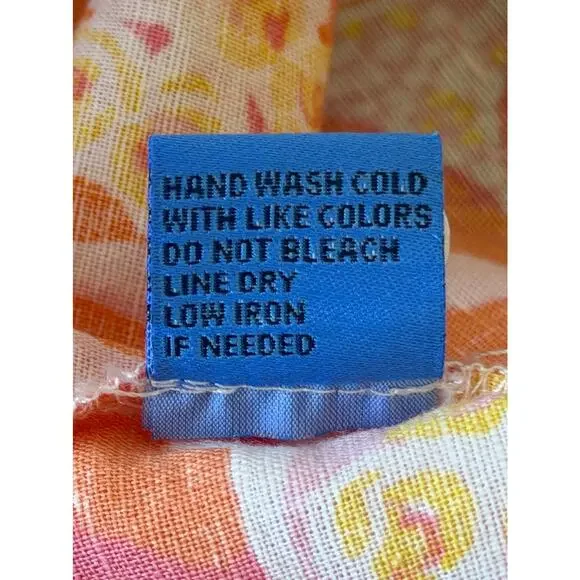 HAND WASH COLD
WITH LIKE COLORS
DO NOT BLEACH
LINE DRY
LOW IRON
IF NEEDED